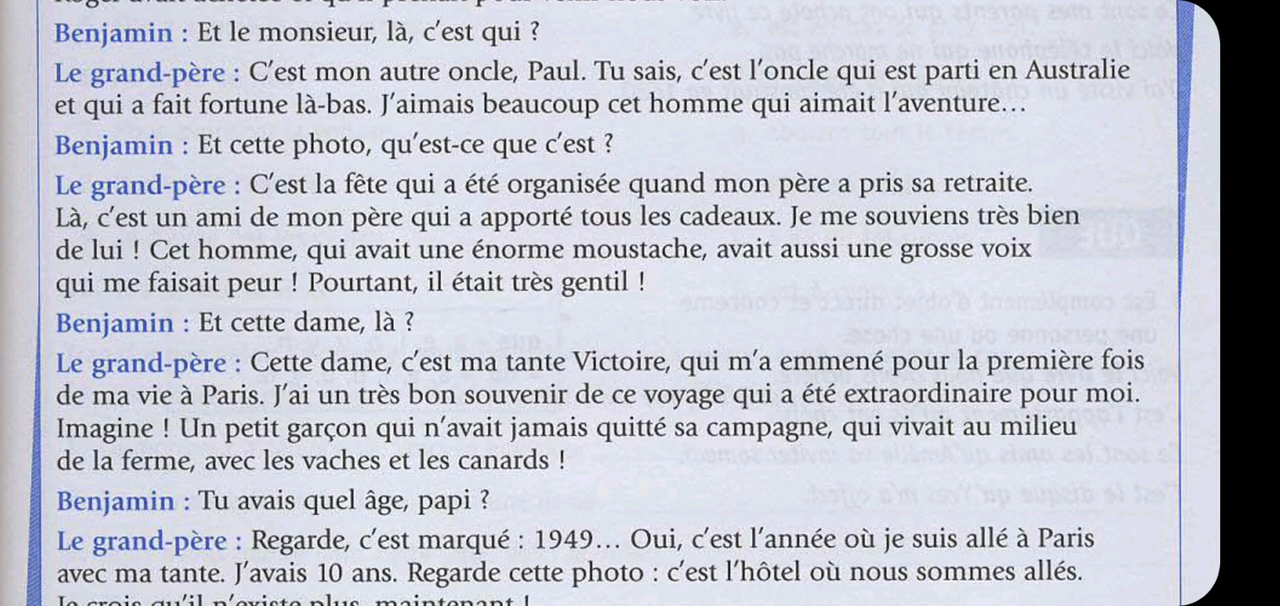 Benjamin : Et le monsieur, là, c'est qui ?
Le grand-père : C'est mon autre oncle, Paul. Tu sais, c'est l'oncle qui est parti en Australie
et qui a fait fortune là-bas. J'aimais beaucoup cet homme qui aimait l'aventure…
Benjamin : Et cette photo, qu'est-ce que c'est ?
Le grand-père : C'est la fête qui a été organisée quand mon père a pris sa retraite.
Là, c'est un ami de mon père qui a apporté tous les cadeaux. Je me souviens très bien
de lui ! Cet homme, qui avait une énorme moustache, avait aussi une grosse voix
qui me faisait peur ! Pourtant, il était très gentil !
Benjamin : Et cette dame, là ?
Le grand-père : Cette dame, c'est ma tante Victoire, qui m'a emmené pour la première fois
de ma vie à Paris. J'ai un très bon souvenir de ce voyage qui a été extraordinaire pour moi.
Imagine ! Un petit garçon qui n'avait jamais quitté sa campagne, qui vivait au milieu
de la ferme, avec les vaches et les canards !
Benjamin : Tu avais quel âge, papi ?
Le grand-père : Regarde, c'est marqué : 1949… Oui, c'est l'année où je suis allé à Paris
avec ma tante. J'avais 10 ans. Regarde cette photo : c'est l'hôtel où nous sommes allés.
Je crois qu'il n'existe plus, maintenant !